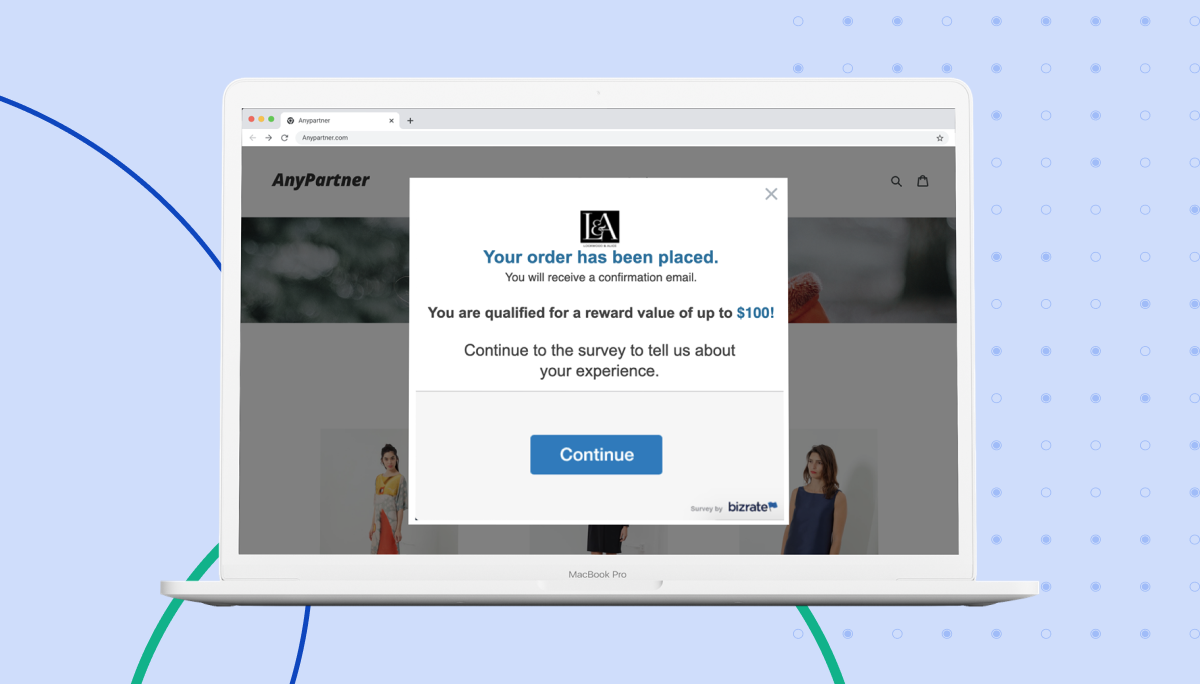 Anypartner
Anypartner.com
AnyPartner
L&A
Your order has been placed.
You will receive a confirmation email.
You are qualified for a reward value of up to $100!
Continue to the survey to tell us about
your experience.
Continue
Survey by bizrate
MacBook Pro